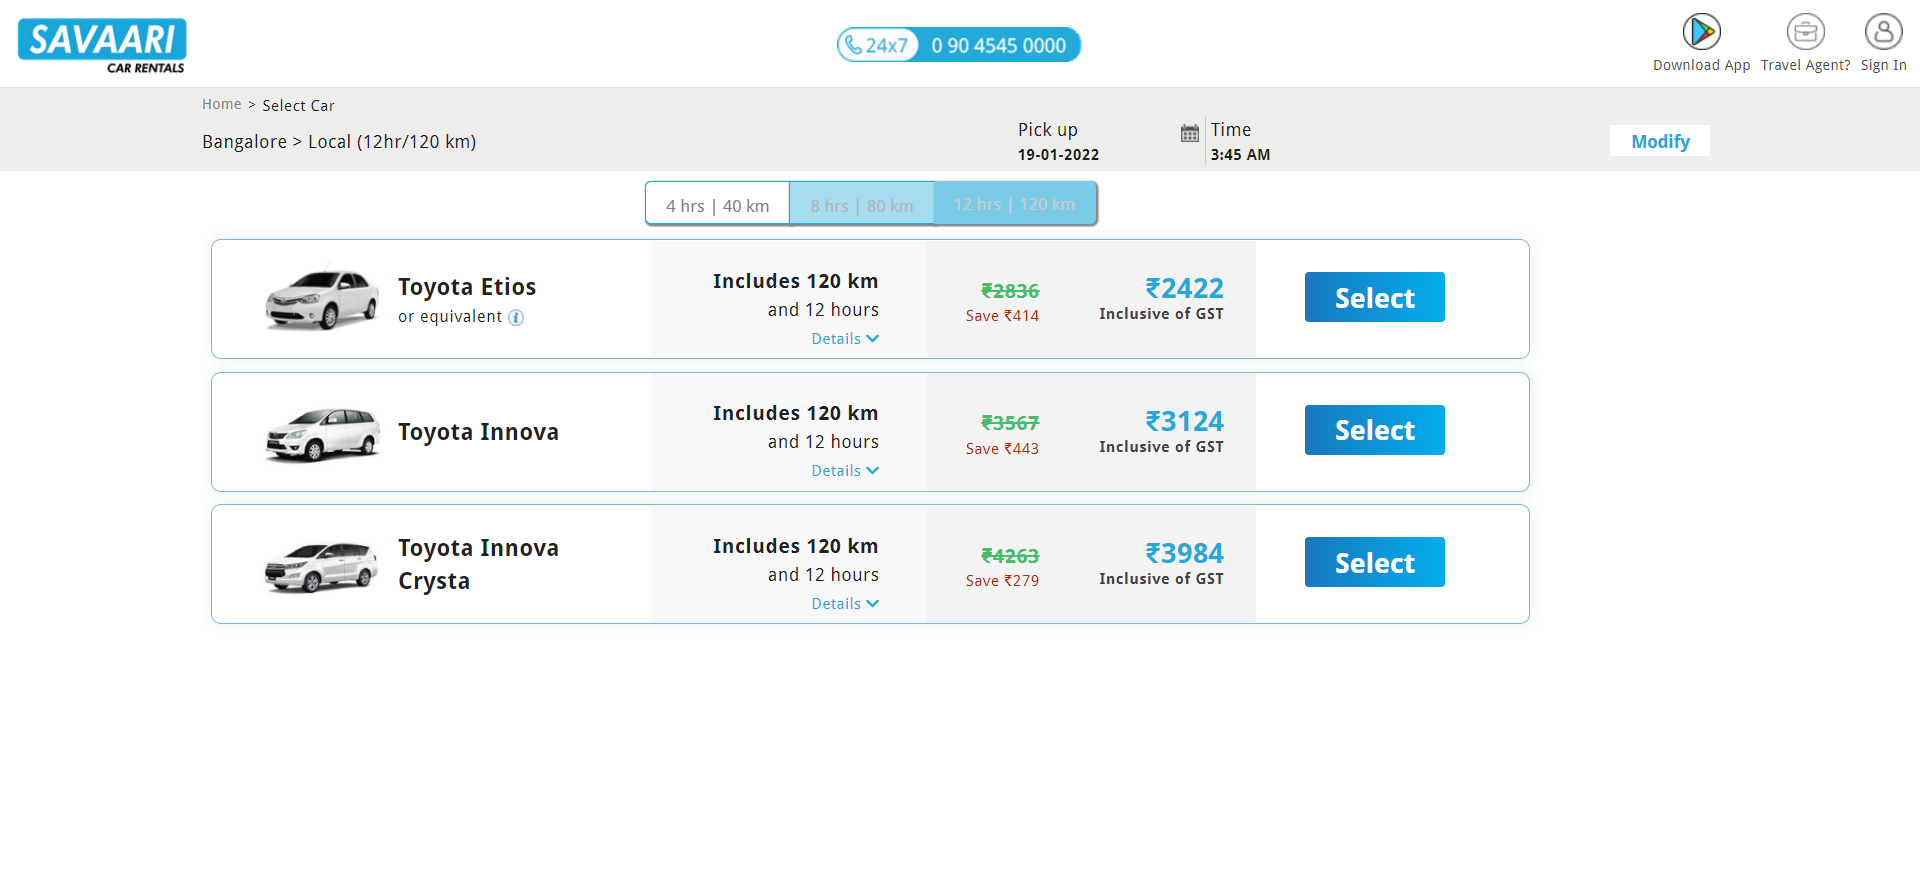 SAVAARI
CAR RENTALS
24x7 0 90 4545 0000
Download App
Travel Agent?
Sign In
Home > Select Car
Bangalore > Local (12hr/120 km)
Pick up
19-01-2022
Time
3:45 AM
Modify
4 hrs | 40 km
8 hrs | 80 km
12 hrs | 120 km
Toyota Etios
or equivalent i
Includes 120 km
and 12 hours
Details
₹2836
Save ₹414
₹2422
Inclusive of GST
Select
Toyota Innova
Includes 120 km
and 12 hours
Details
₹3567
Save ₹443
₹3124
Inclusive of GST
Select
Toyota Innova
Crysta
Includes 120 km
and 12 hours
Details
₹4263
Save ₹279
₹3984
Inclusive of GST
Select